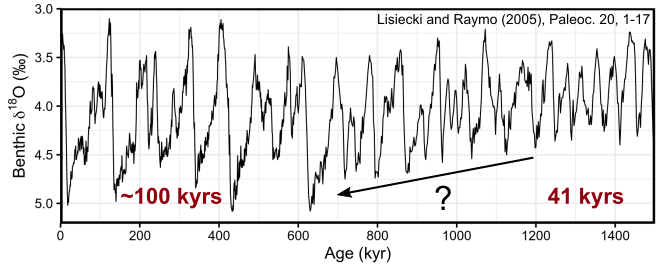 Lisiecki and Raymo (2005), Paleoc. 20, 1-17
Benthic δ¹⁸O (‰)
3.0
3.5
4.0
4.5
5.0
~100 kyrs
?
41 kyrs
0 200 400 600 800 1000 1200 1400
Age (kyr)